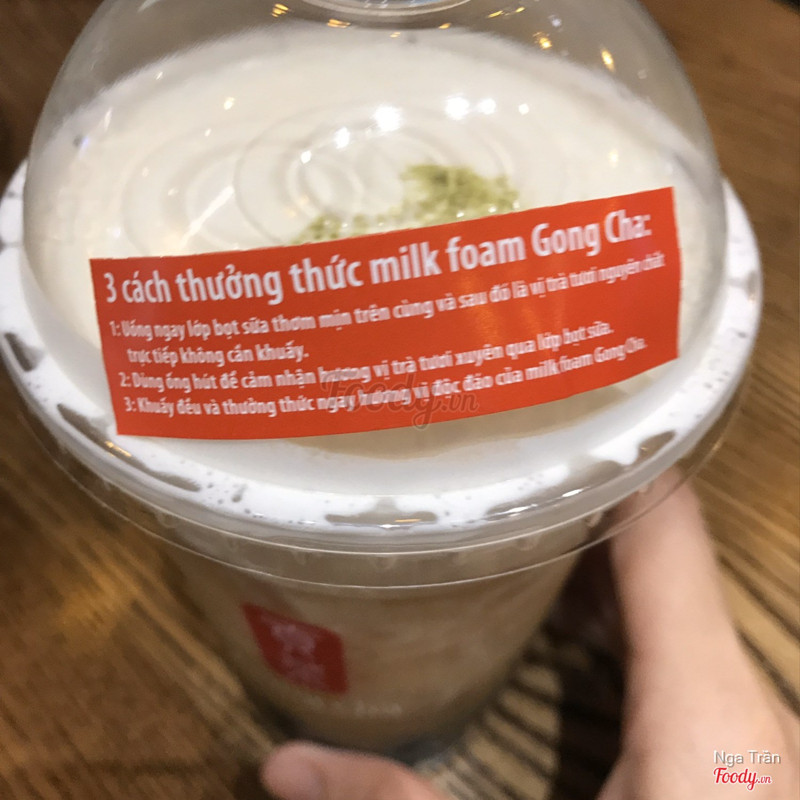 3 cách thưởng thức milk foam Gong Cha:
1: Uống ngay lớp bọt sữa thơm mịn trên cùng và sau đó là vị trà tươi nguyên chất
trực tiếp không cần khuấy.
2: Dùng ống hút để cảm nhận hương vị trà tươi xuyên qua lớp bọt sữa.
3: Khuấy đều và thưởng thức ngay hương vị độc đáo của milk foam Gong Cha.
Foody.vn
Nga Trần
Foody.vn